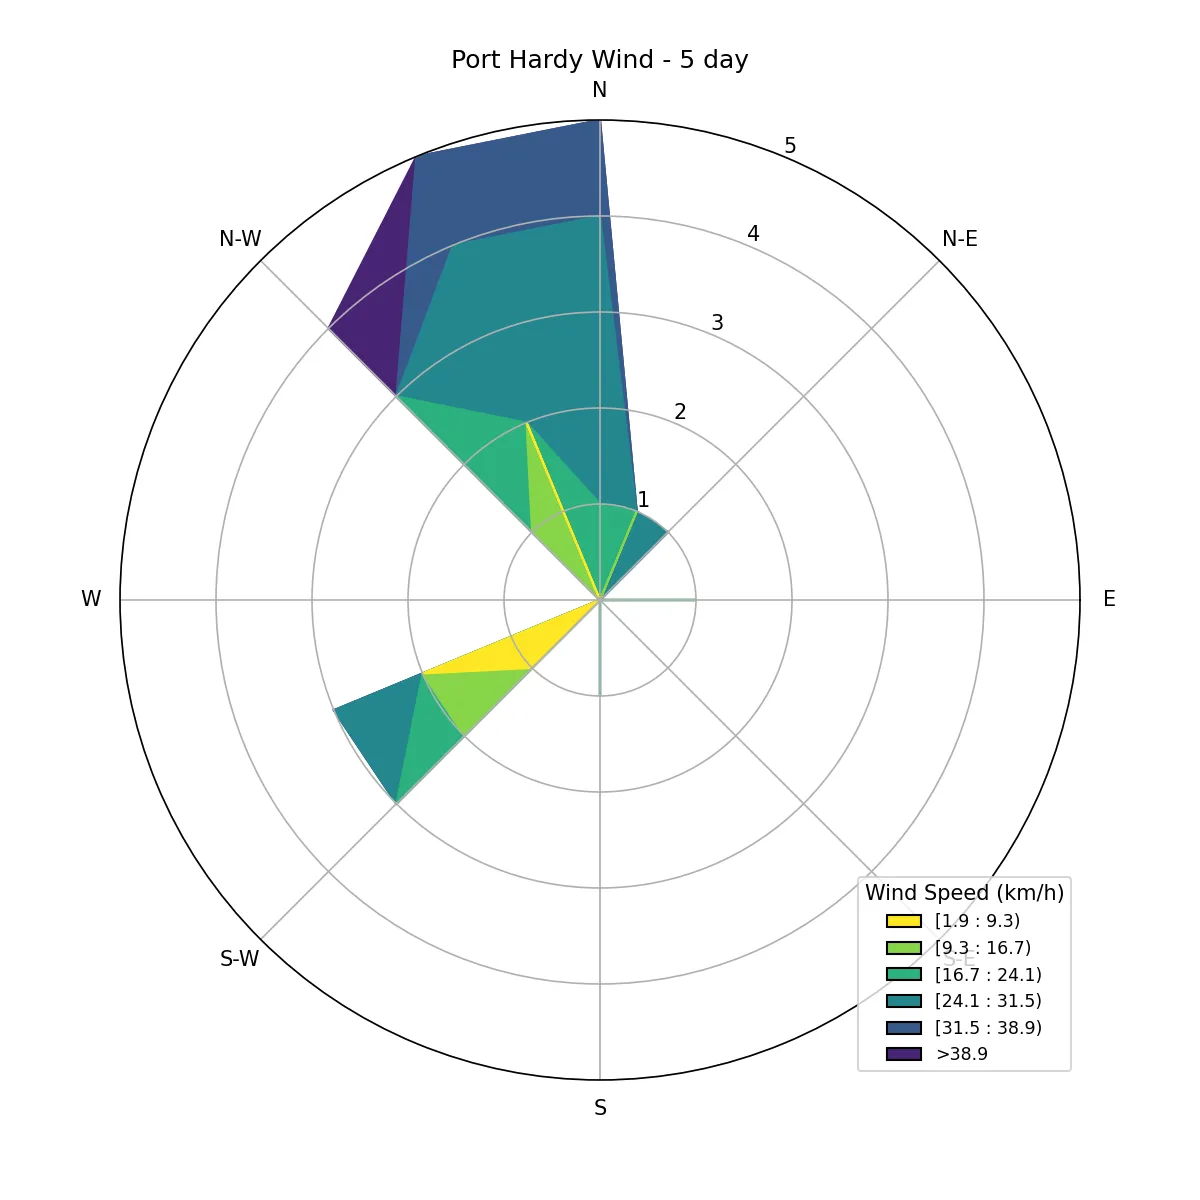 Port Hardy Wind - 5 day
N
5
N-W
N-E
4
3
2
1
W
E
S-W
S-E
S
Wind Speed (km/h)
[1.9 : 9.3)
[9.3 : 16.7)
[16.7 : 24.1)
[24.1 : 31.5)
[31.5 : 38.9)
>38.9